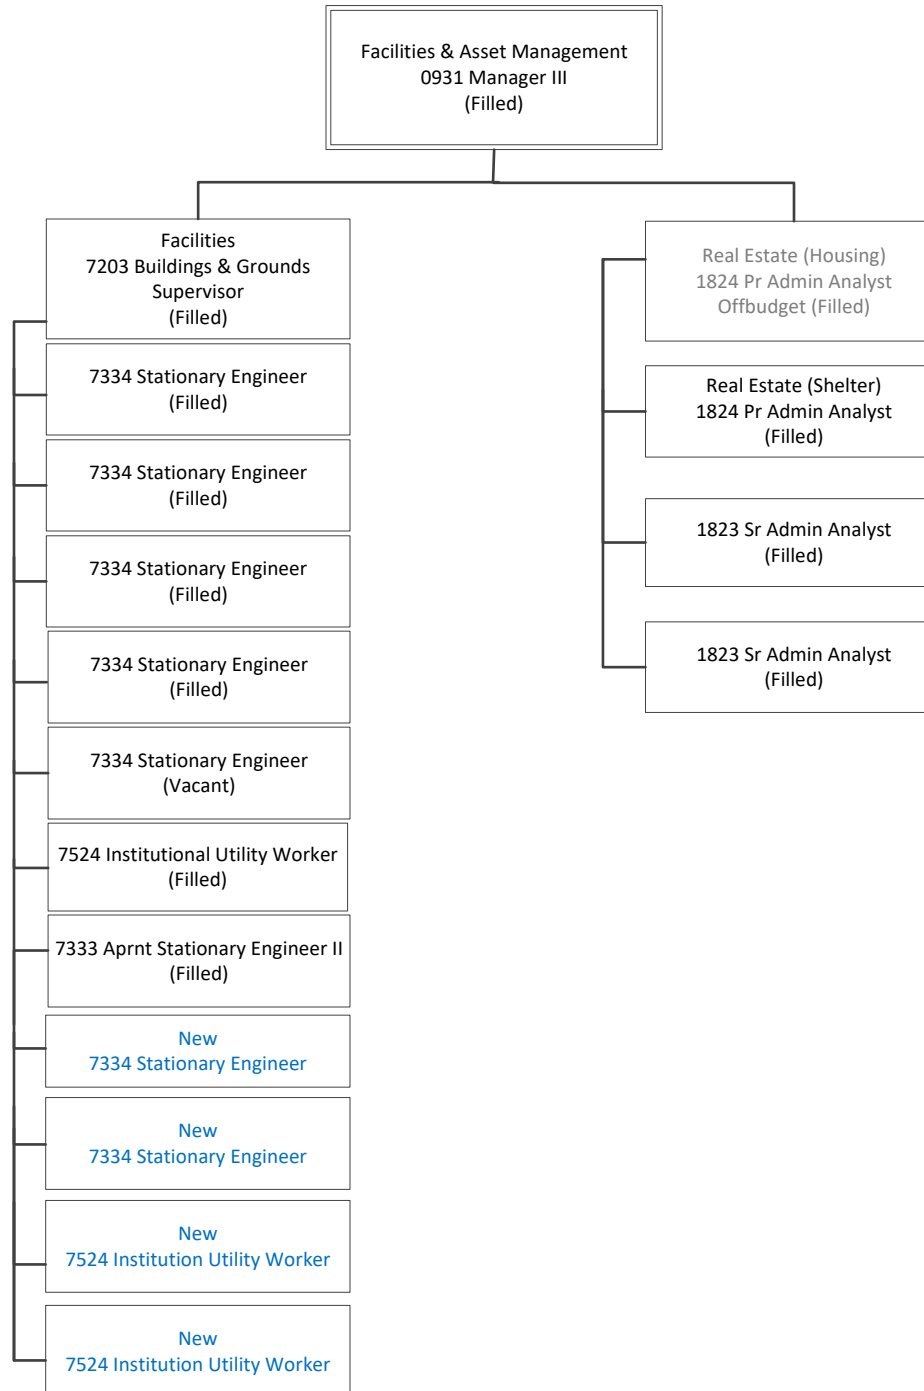 Facilities & Asset Management
0931 Manager III
(Filled)
Facilities
7203 Buildings & Grounds
Supervisor
(Filled)
7334 Stationary Engineer
(Filled)
7334 Stationary Engineer
(Filled)
7334 Stationary Engineer
(Filled)
7334 Stationary Engineer
(Filled)
7334 Stationary Engineer
(Vacant)
7524 Institutional Utility Worker
(Filled)
7333 Aprnt Stationary Engineer II
(Filled)
New
7334 Stationary Engineer
New
7334 Stationary Engineer
New
7524 Institution Utility Worker
New
7524 Institution Utility Worker
Real Estate (Housing)
1824 Pr Admin Analyst
Offbudget (Filled)
Real Estate (Shelter)
1824 Pr Admin Analyst
(Filled)
1823 Sr Admin Analyst
(Filled)
1823 Sr Admin Analyst
(Filled)